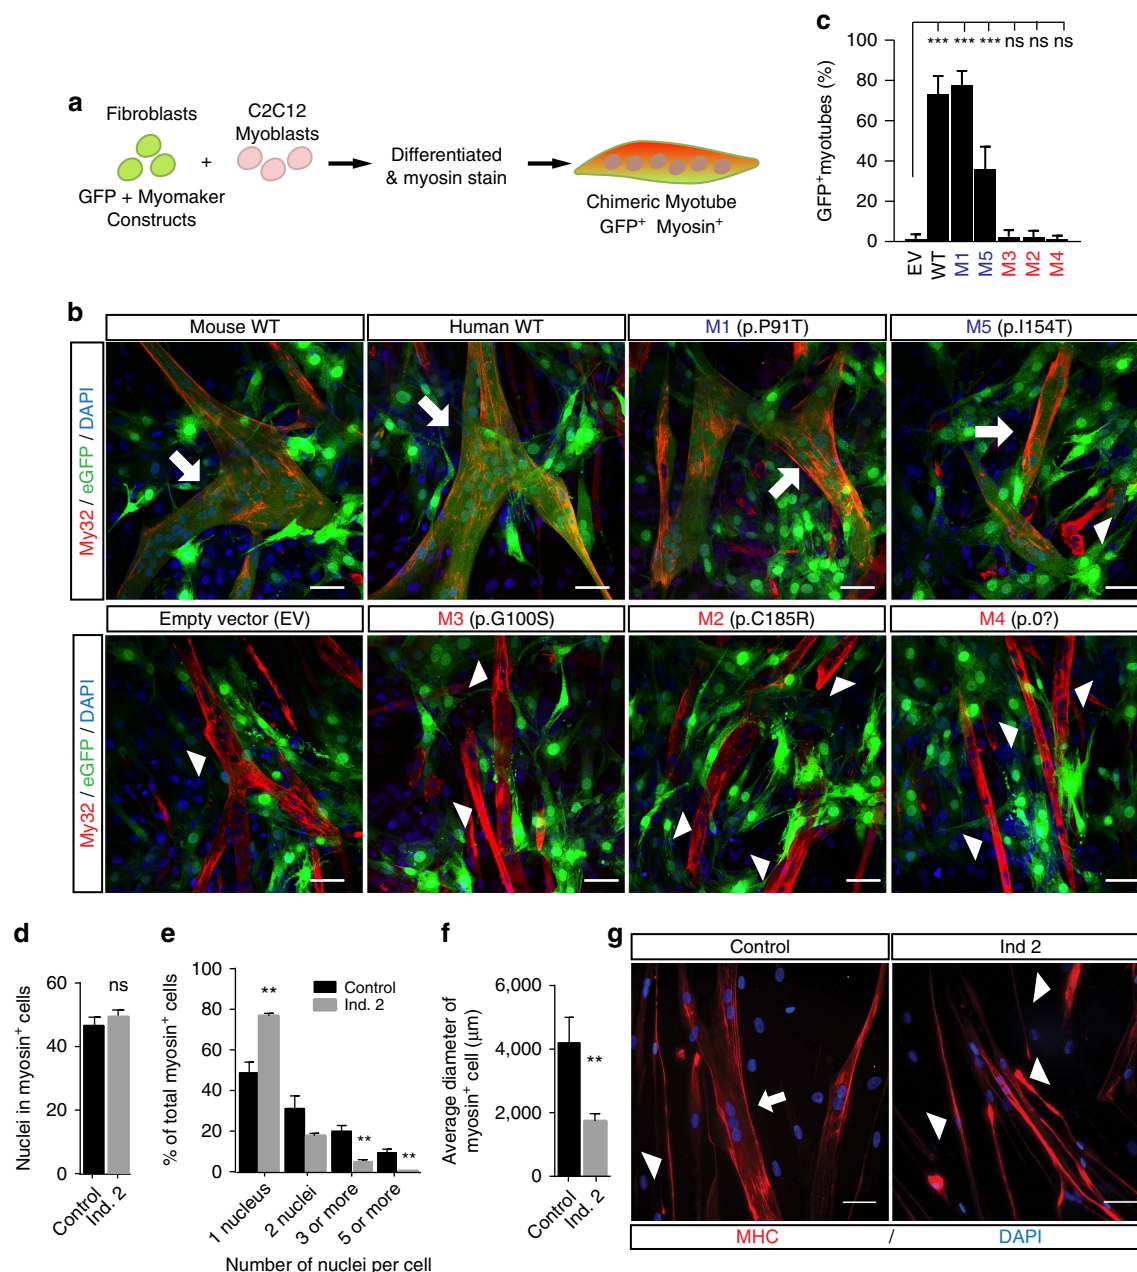 a
Fibroblasts
GFP + Myomaker
Constructs
+
C2C12
Myoblasts
Differentiated
& myosin stain
Chimeric Myotube
GFP+ Myosin+
c
GFP+myotubes (%)
100
80
60
40
20
0
*** *** *** ns ns ns
EV
WT
M1
M5
M3
M2
M4
b
Mouse WT
Human WT
M1 (p.P91T)
M5 (p.I154T)
My32 / eGFP / DAPI
Empty vector (EV)
M3 (p.G100S)
M2 (p.C185R)
M4 (p.0?)
My32 / eGFP / DAPI
d
Nuclei in myosin+ cells
60
40
20
0
ns
Control
Ind. 2
e
% of total myosin+ cells
100
80
60
40
20
0
**
**
**
Control
Ind. 2
1 nucleus
2 nuclei
3 or more
5 or more
Number of nuclei per cell
f
Average diameter of
myosin+ cell (μm)
6,000
4,000
2,000
0
**
Control
Ind. 2
g
Control
Ind 2
MHC / DAPI